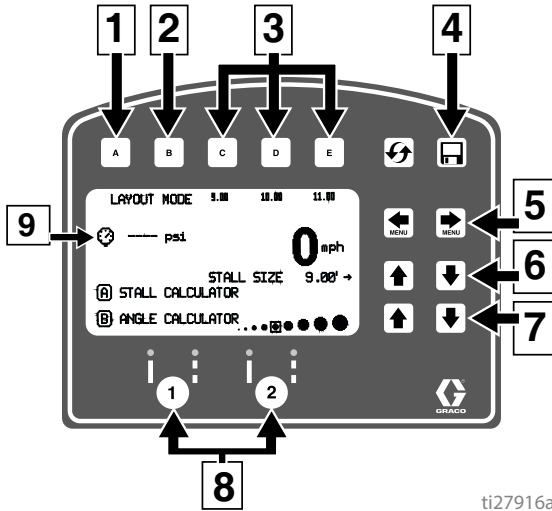 1 2 3 4
A B C D E
LAYOUT MODE 9.00 10.00 11.00
9
---- psi
0 mph
MENU MENU
5
STALL SIZE 9.00' →
6
A STALL CALCULATOR
B ANGLE CALCULATOR
7
1 2
GRACO
8
ti27916a